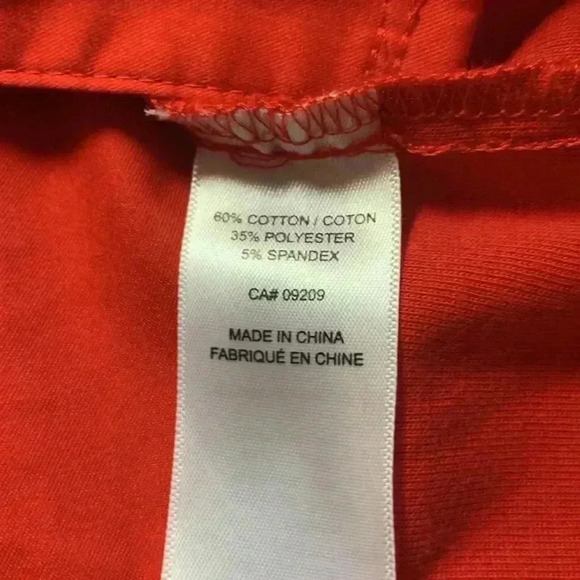 60% COTTON / COTON
35% POLYESTER
5% SPANDEX
CA# 09209
MADE IN CHINA
FABRIQUÉ EN CHINE